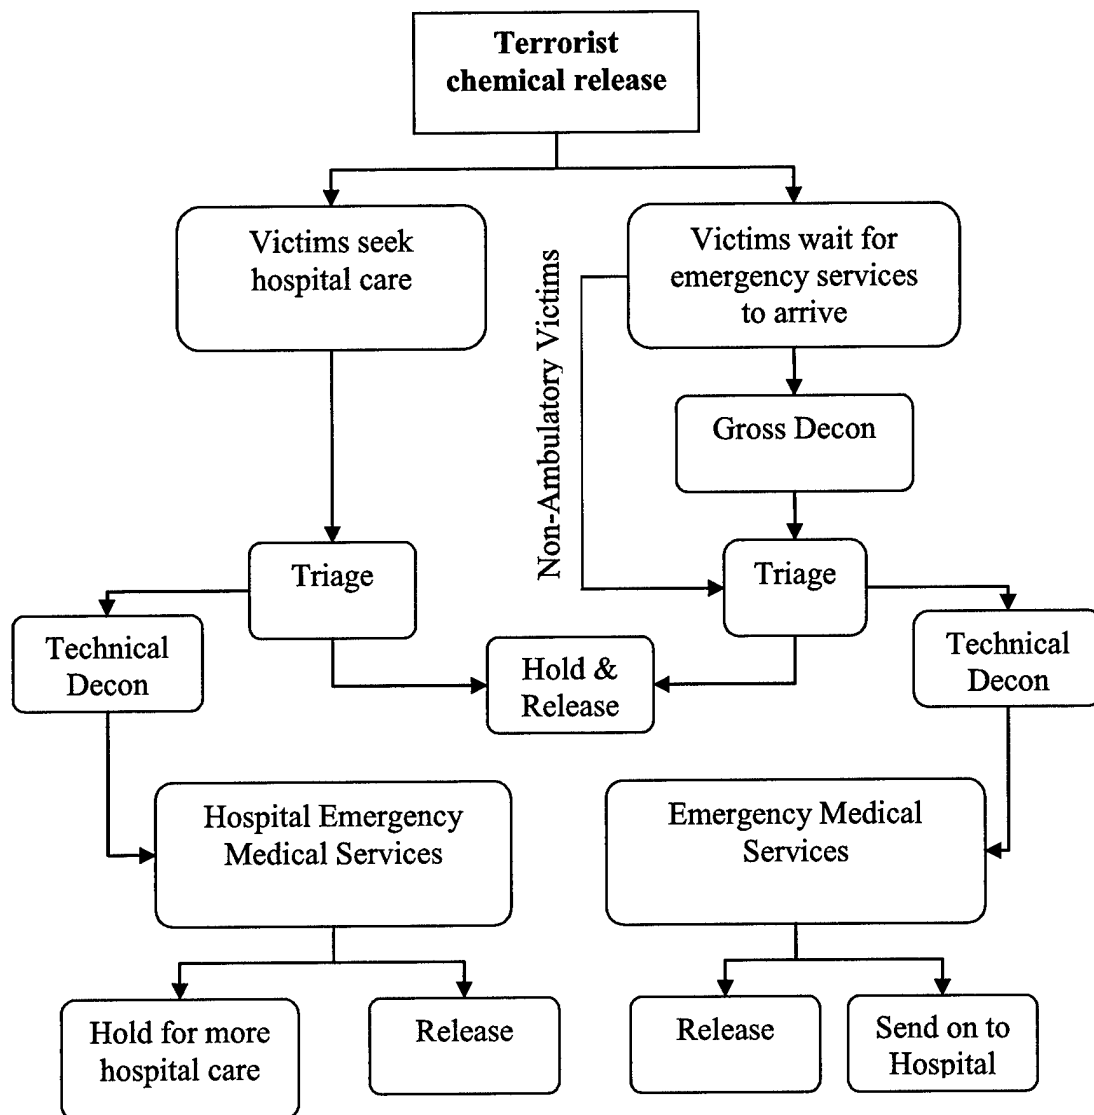 Terrorist
chemical release
Victims seek
hospital care
Victims wait for
emergency services
to arrive
Non-Ambulatory Victims
Gross Decon
Triage
Triage
Technical
Decon
Hold &
Release
Technical
Decon
Hospital Emergency
Medical Services
Emergency Medical
Services
Hold for more
hospital care
Release
Release
Send on to
Hospital